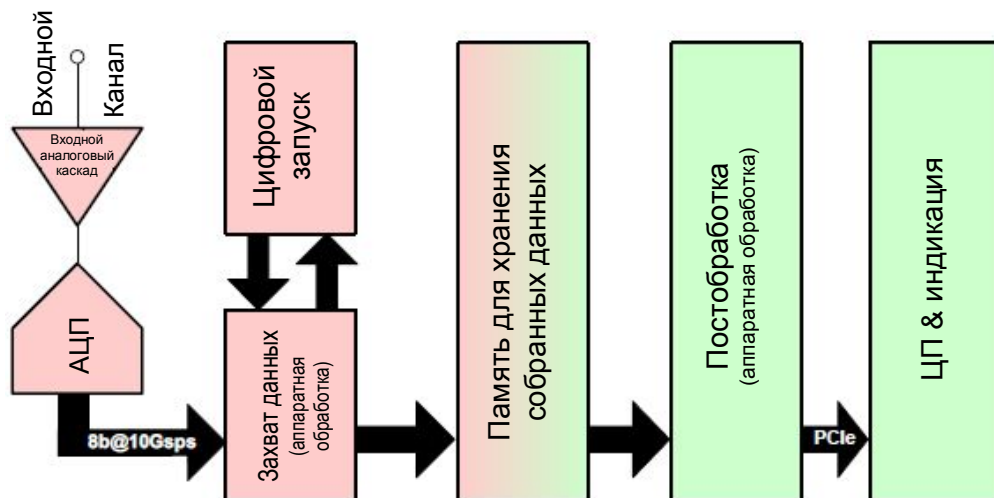 Входной
Канал
Входной
аналоговый
каскад
АЦП
8b@10Gsps
Цифровой
запуск
Захват данных
(аппаратная
обработка)
Память для хранения
собранных данных
Постобработка
(аппаратная обработка)
PCIe
ЦП & индикация